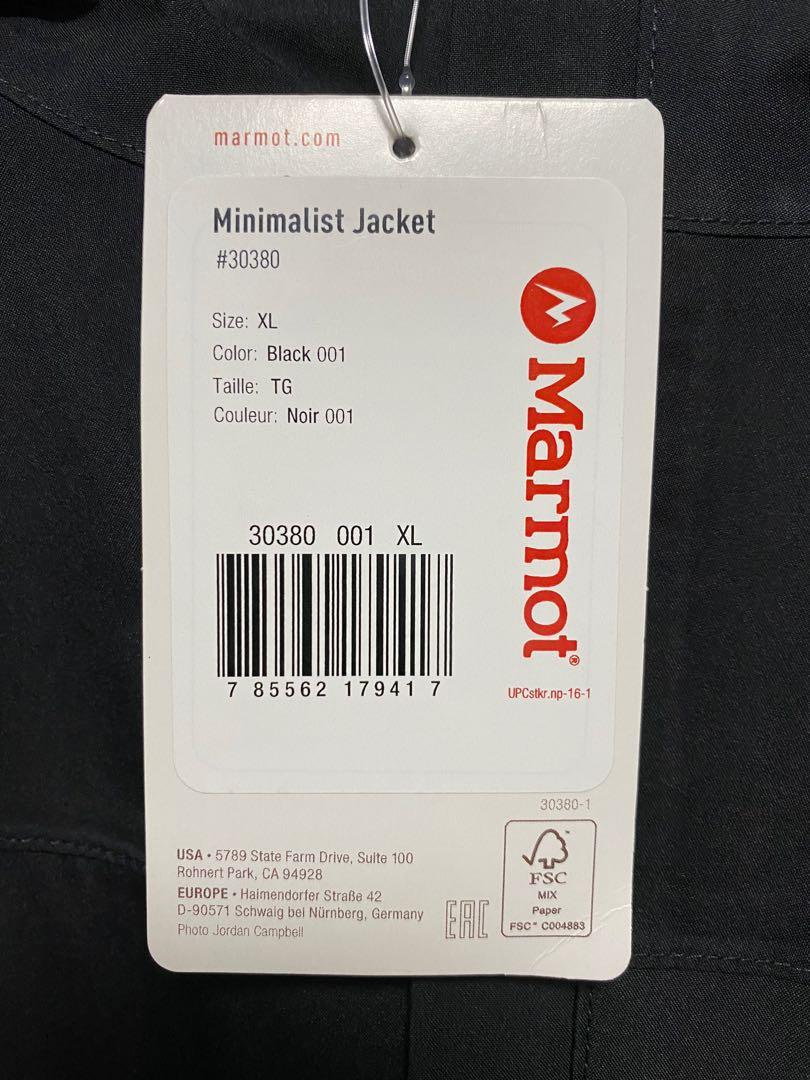 marmot.com
Minimalist Jacket
#30380
Size: XL
Color: Black 001
Taille: TG
Couleur: Noir 001
30380 001 XL
7 85562 17941 7
Marmot®
UPCstkr.np-16-1
30380-1
USA • 5789 State Farm Drive, Suite 100
Rohnert Park, CA 94928
EUROPE • Haimendorfer Straße 42
D-90571 Schwaig bei Nürnberg, Germany
Photo Jordan Campbell
EAC
FSC
MIX
Paper
FSC® C004883